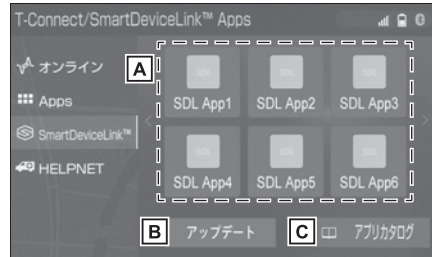 T-Connect/SmartDeviceLink™ Apps
オンライン
Apps
SmartDeviceLink™
HELPNET
A
SDL App1
SDL App2
SDL App3
SDL App4
SDL App5
SDL App6
B
アップデート
C
アプリカタログ